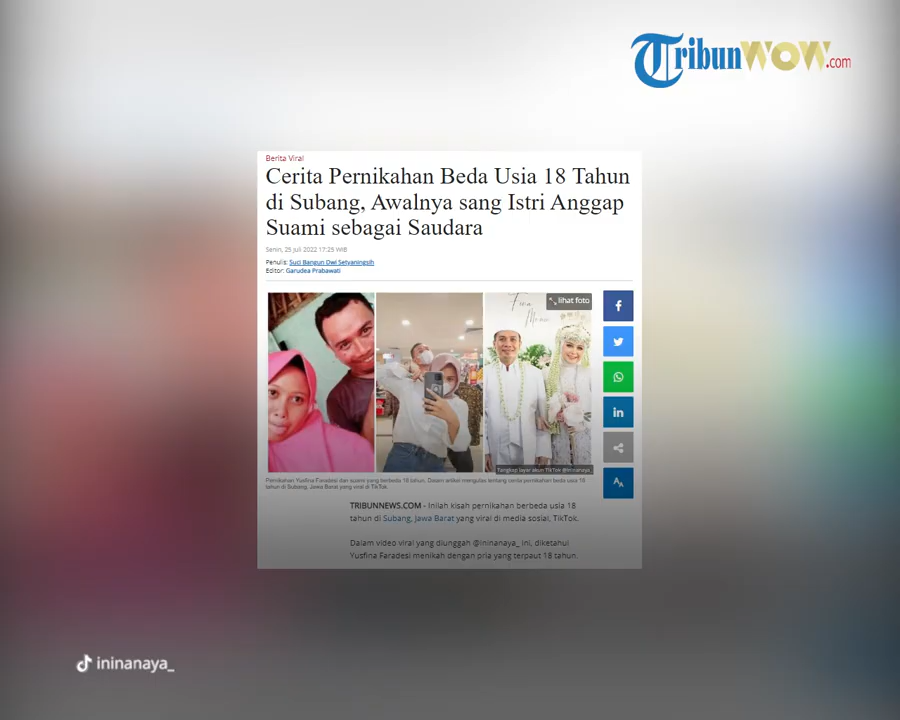 TribunWOW.com
Berita Viral
Cerita Pernikahan Beda Usia 18 Tahun
di Subang, Awalnya sang Istri Anggap
Suami sebagai Saudara
Senin, 25 Juli 2022 17:25 WIB
Penulis: Suci Bangun Dwi Setyaningsih
Editor: Garudea Prabawati
lihat foto
Tangkap layar akun TikTok @ininanaya_
Pernikahan Yusfina Faradesi dan suami yang berbeda 18 tahun. Dalam artikel mengulas tentang cerita pernikahan beda usia 18
tahun di Subang, Jawa Barat yang viral di TikTok.
TRIBUNNEWS.COM - Inilah kisah pernikahan berbeda usia 18
tahun di Subang, Jawa Barat yang viral di media sosial, TikTok.
Dalam video viral yang diunggah @ininanaya_ ini, diketahui
Yusfina Faradesi menikah dengan pria yang terpaut 18 tahun.
ininanaya_